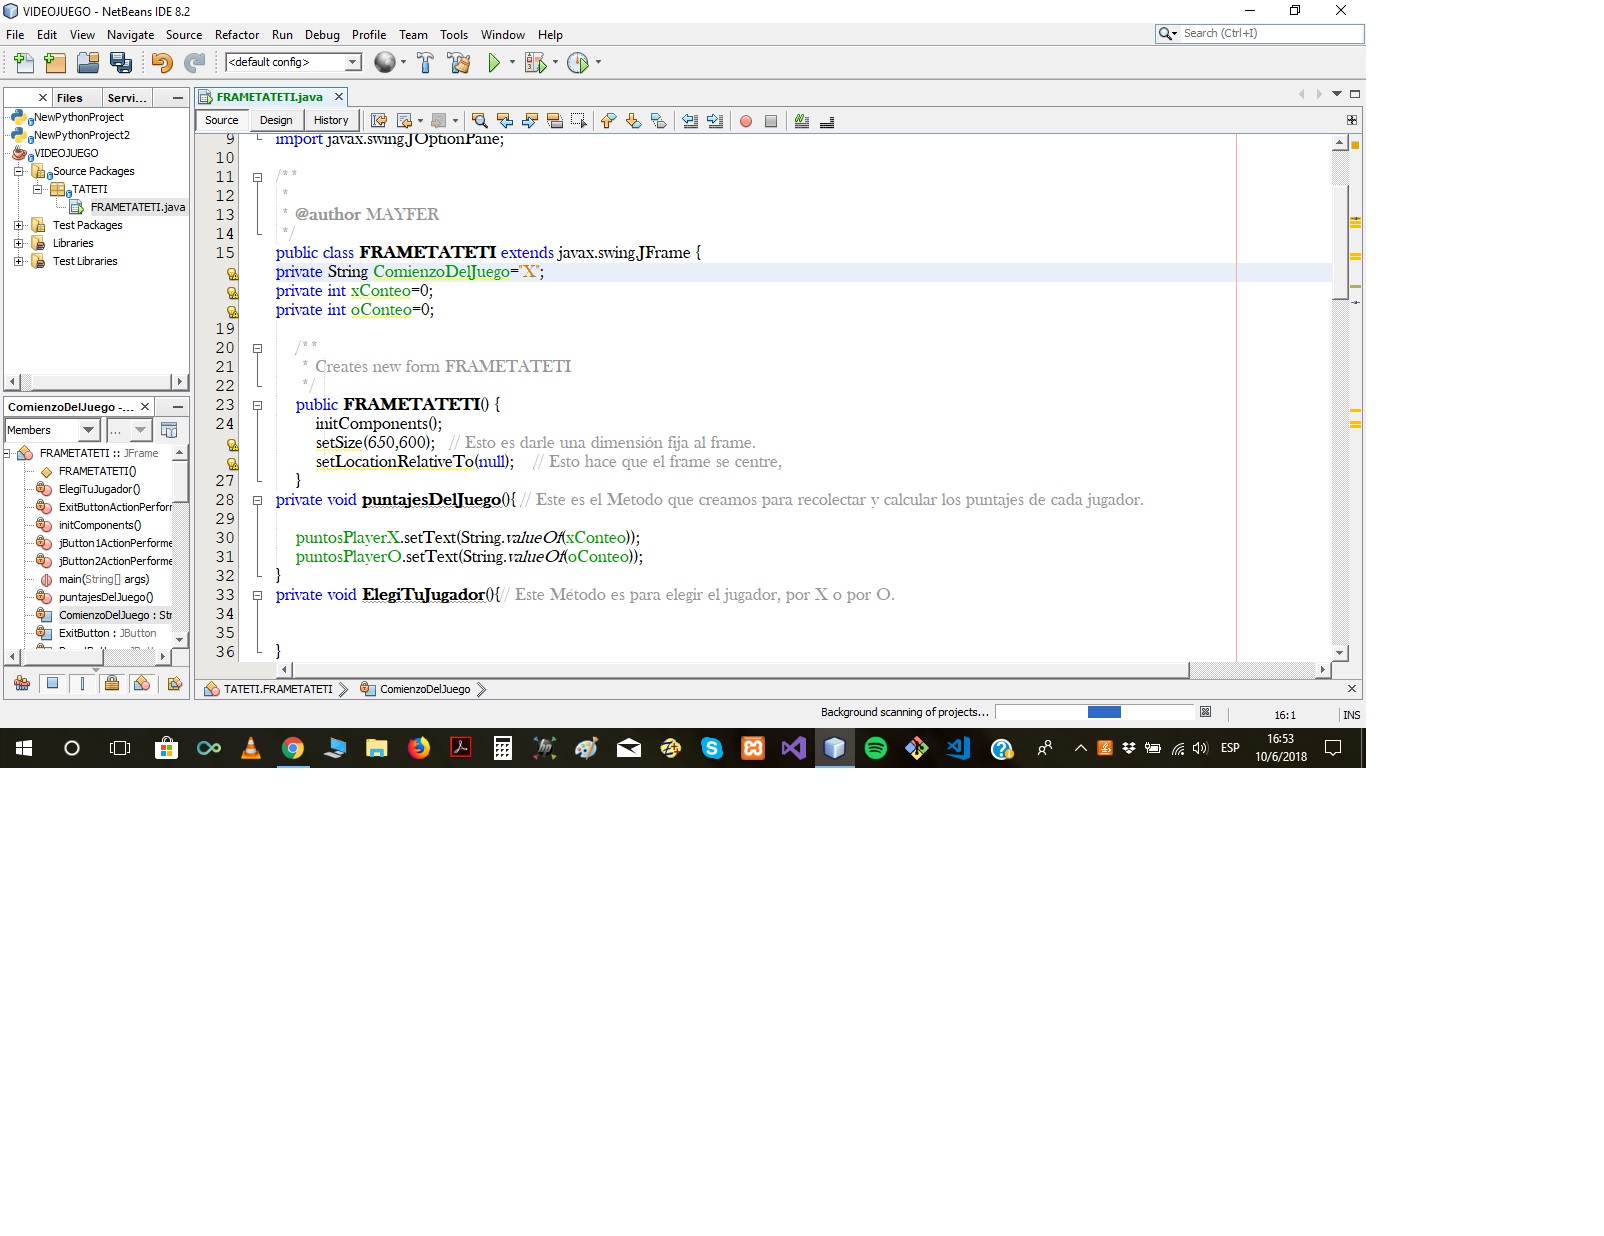 VIDEOJUEGO - NetBeans IDE 8.2
File Edit View Navigate Source Refactor Run Debug Profile Team Tools Window Help
Search (Ctrl+I)
<default config>
Files Servi...
NewPythonProject
NewPythonProject2
VIDEOJUEGO
Source Packages
TATETI
FRAMETATETI.java
Test Packages
Libraries
Test Libraries
ComienzoDelJuego -...
Members ...
FRAMETATETI :: JFrame
FRAMETATETI()
ElegiTuJugador()
ExitButtonActionPerforr
initComponents()
jButton1ActionPerforme
jButton2ActionPerforme
main(String[] args)
puntajesDelJuego()
ComienzoDelJuego : Str
ExitButton : JButton
FRAMETATETI.java
Source Design History
9 import javax.swing.JOptionPane;
10
11 /**
12 *
13 * @author MAYFER
14 */
15 public class FRAMETATETI extends javax.swing.JFrame {
private String ComienzoDelJuego="X";
private int xConteo=0;
private int oConteo=0;
19
20 /**
21 * Creates new form FRAMETATETI
22 */
23 public FRAMETATETI() {
24 initComponents();
setSize(650,600); // Esto es darle una dimensión fija al frame.
setLocationRelativeTo(null); // Esto hace que el frame se centre,
27 }
28 private void puntajesDelJuego(){ // Este es el Metodo que creamos para recolectar y calcular los puntajes de cada jugador.
29
30 puntosPlayerX.setText(String.valueOf(xConteo));
31 puntosPlayerO.setText(String.valueOf(oConteo));
32 }
33 private void ElegiTuJugador(){// Este Método es para elegir el jugador, por X o por O.
34
35
36 }
TATETI.FRAMETATETI ComienzoDelJuego
Background scanning of projects... 16:1 INS
ESP
16:53
10/6/2018